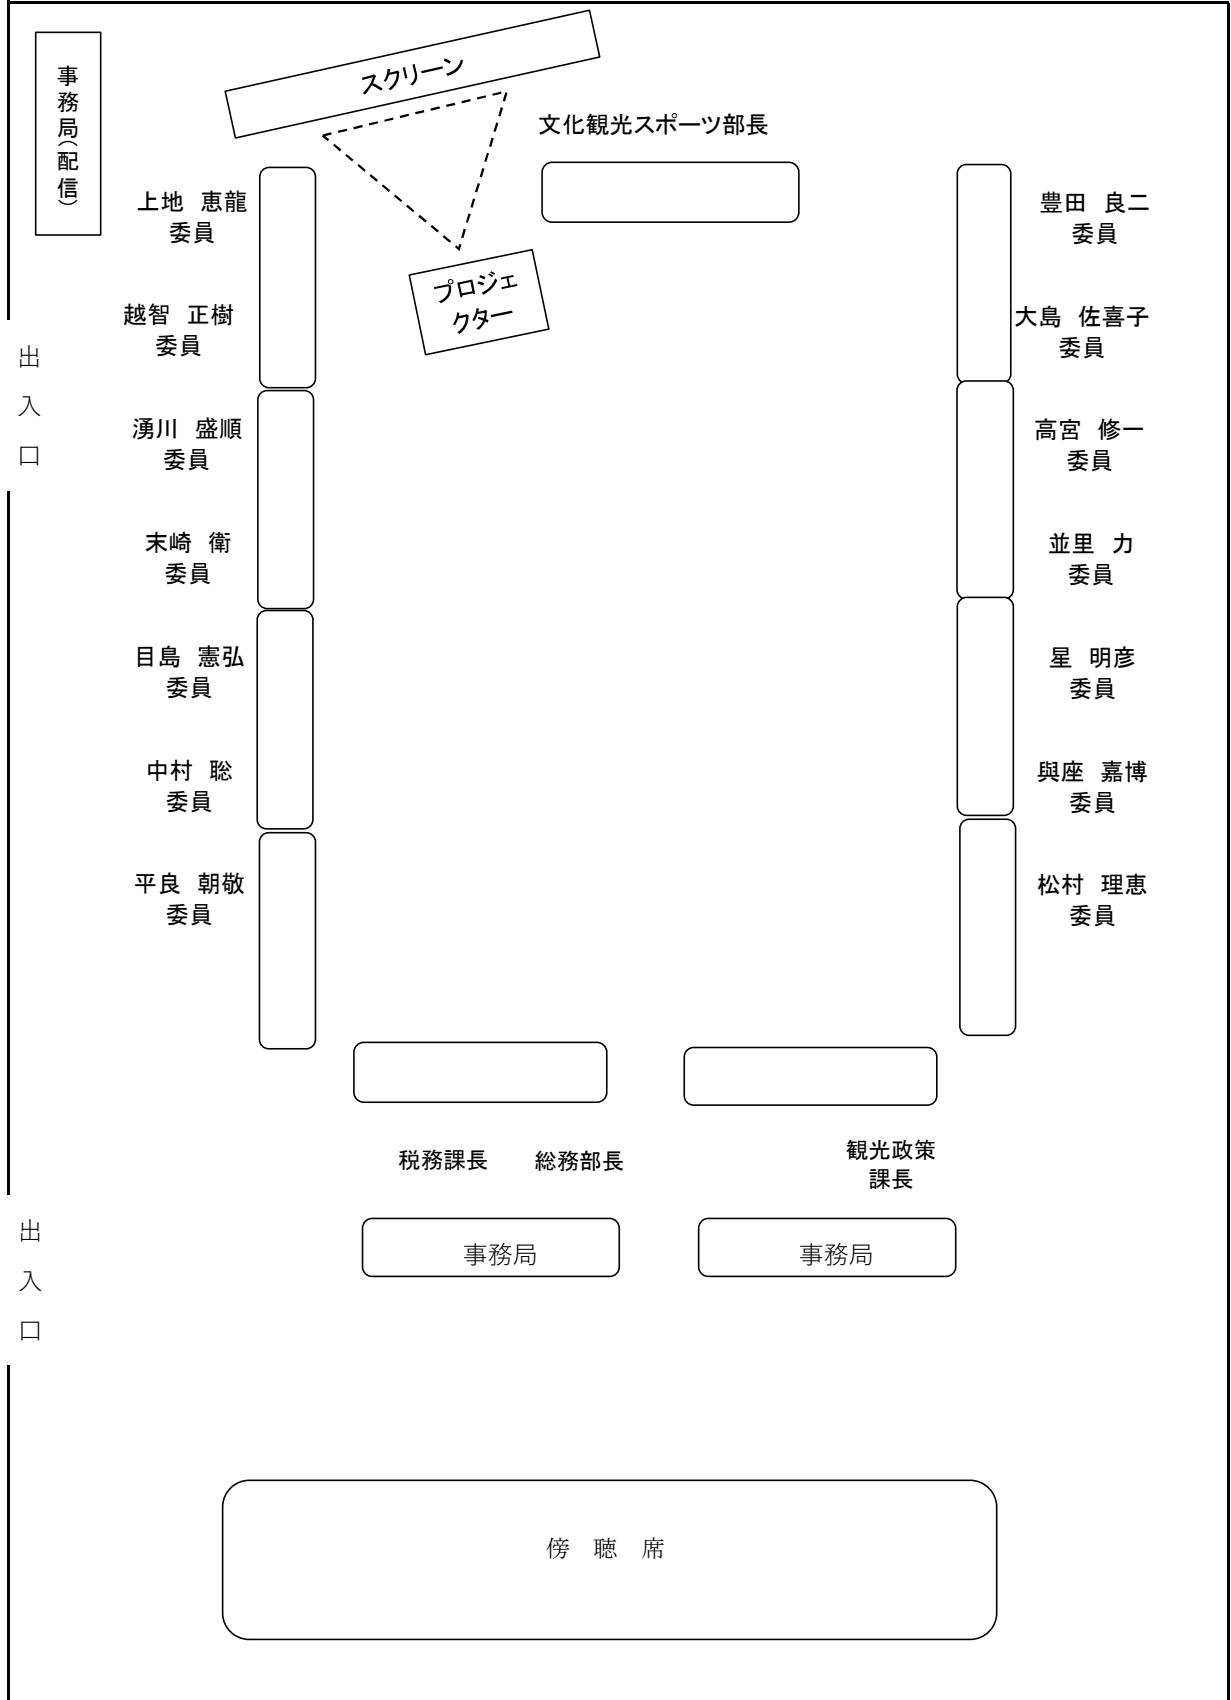 事務局（配信）
スクリーン
文化観光スポーツ部長
上地　恵龍
委員
豊田　良二
委員
プロジェ
クター
越智　正樹
委員
大島　佐喜子
委員
出入口
湧川　盛順
委員
高宮　修一
委員
末崎　衛
委員
並里　力
委員
目島　憲弘
委員
星　明彦
委員
中村　聡
委員
與座　嘉博
委員
平良　朝敬
委員
松村　理恵
委員
税務課長
総務部長
観光政策
課長
出入口
事務局
事務局
傍　聴　席